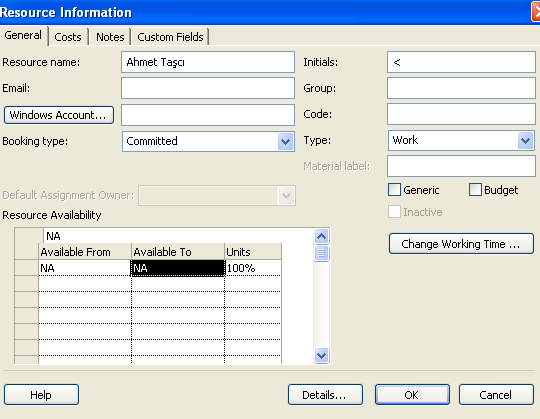 Resource Information
General Costs Notes Custom Fields
Resource name: Ahmet Taşcı Initials: <
Email: Group:
Windows Account... Code:
Booking type: Committed Type: Work
Material label:
Default Assignment Owner: Generic Budget
Inactive
Resource Availability
NA
Change Working Time ...
Available From Available To Units
NA NA 100%
Help Details... OK Cancel